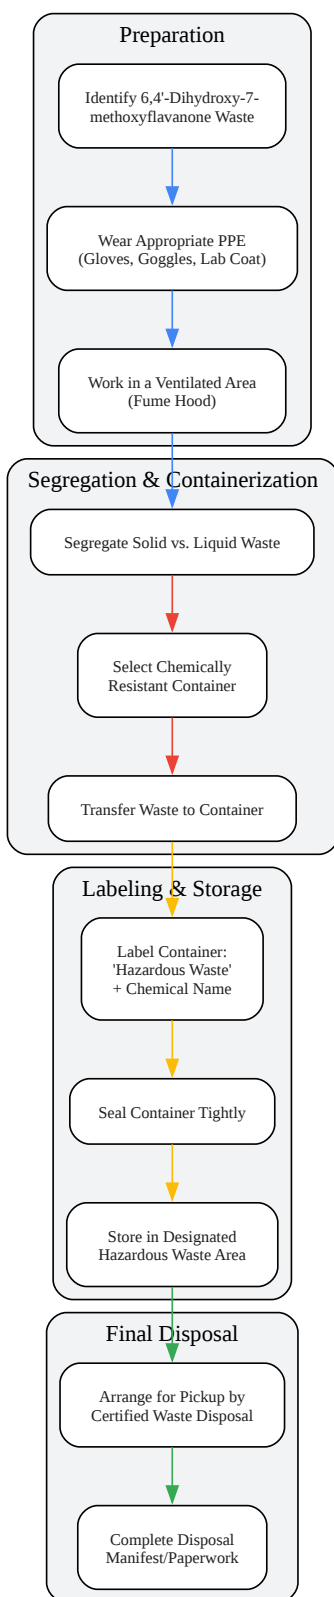 Preparation
Identify 6,4'-Dihydroxy-7-
methoxyflavanone Waste
Wear Appropriate PPE
(Gloves, Goggles, Lab Coat)
Work in a Ventilated Area
(Fume Hood)
Segregation & Containerization
Segregate Solid vs. Liquid Waste
Select Chemically
Resistant Container
Transfer Waste to Container
Labeling & Storage
Label Container:
'Hazardous Waste'
+ Chemical Name
Seal Container Tightly
Store in Designated
Hazardous Waste Area
Final Disposal
Arrange for Pickup by
Certified Waste Disposal
Complete Disposal
Manifest/Paperwork